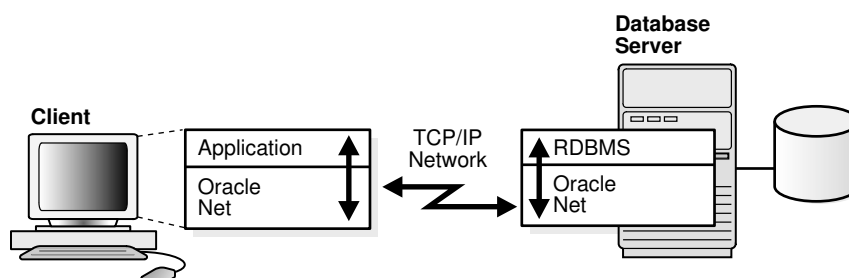 Database
Server
Client
Application
Oracle
Net
TCP/IP
Network
RDBMS
Oracle
Net